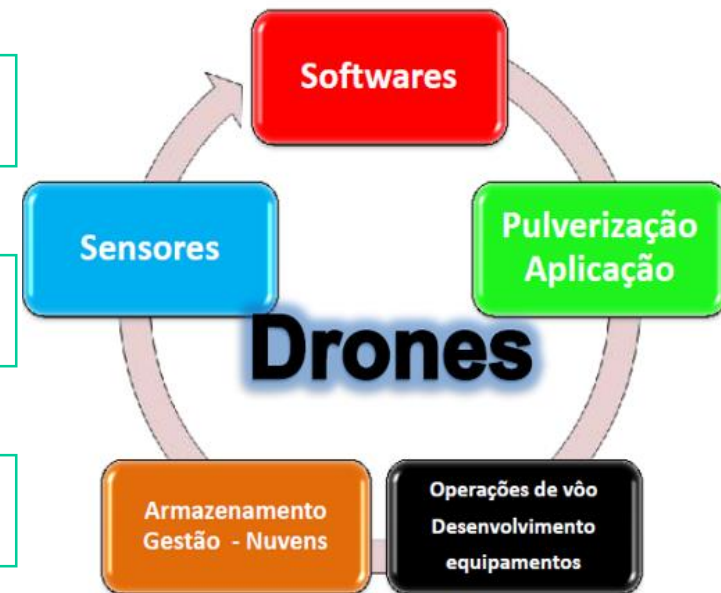 Softwares
Pulverização
Aplicação
Sensores
Drones
Armazenamento
Gestão - Nuvens
Operações de vôo
Desenvolvimento
equipamentos